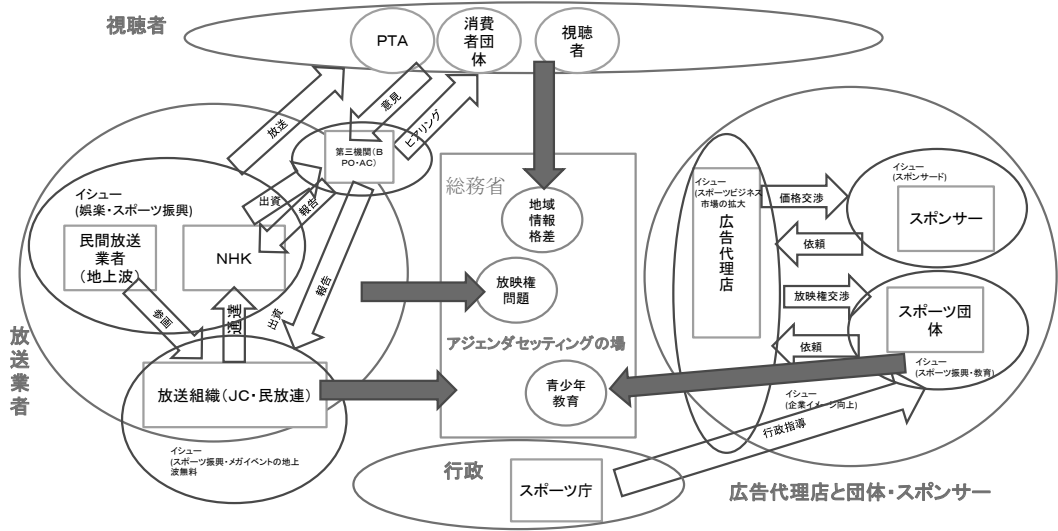 視聴者
PTA
消費
者団
体
視聴
者
放送
意見
ヒアリング
第三機関(B
PO・AC)
イシュー
(娯楽・スポーツ振興)
民間放送
業者
(地上波)
NHK
出資
報告
参画
通達
出資
報告
放
送
業
者
放送組織(JC・民放連)
イシュー
(スポーツ振興・メガイベントの地上
波無料
総務省
地域
情報
格差
放映権
問題
アジェンダセッティングの場
青少年
教育
行政
スポーツ庁
イシュー
(スポーツビジネス
市場の拡大
広
告
代
理
店
価格交渉
依頼
イシュー
(スポンサード)
スポンサー
放映権交渉
依頼
スポーツ団
体
イシュー
(スポーツ振興・教育)
イシュー
(企業イメージ向上)
行政指導
広告代理店と団体・スポンサー